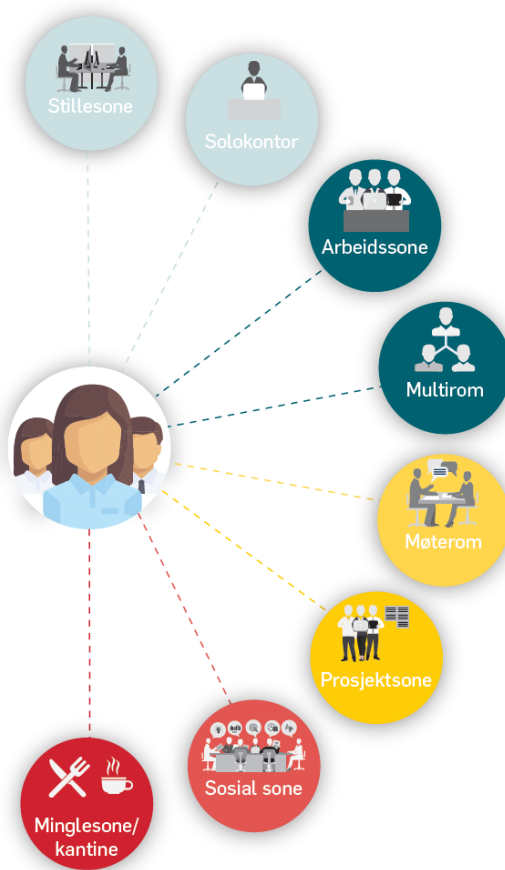 Stillesone
Solokontor
Arbeidssone
Multirom
Møterom
Prosjektsone
Sosial sone
Minglesone/
kantine